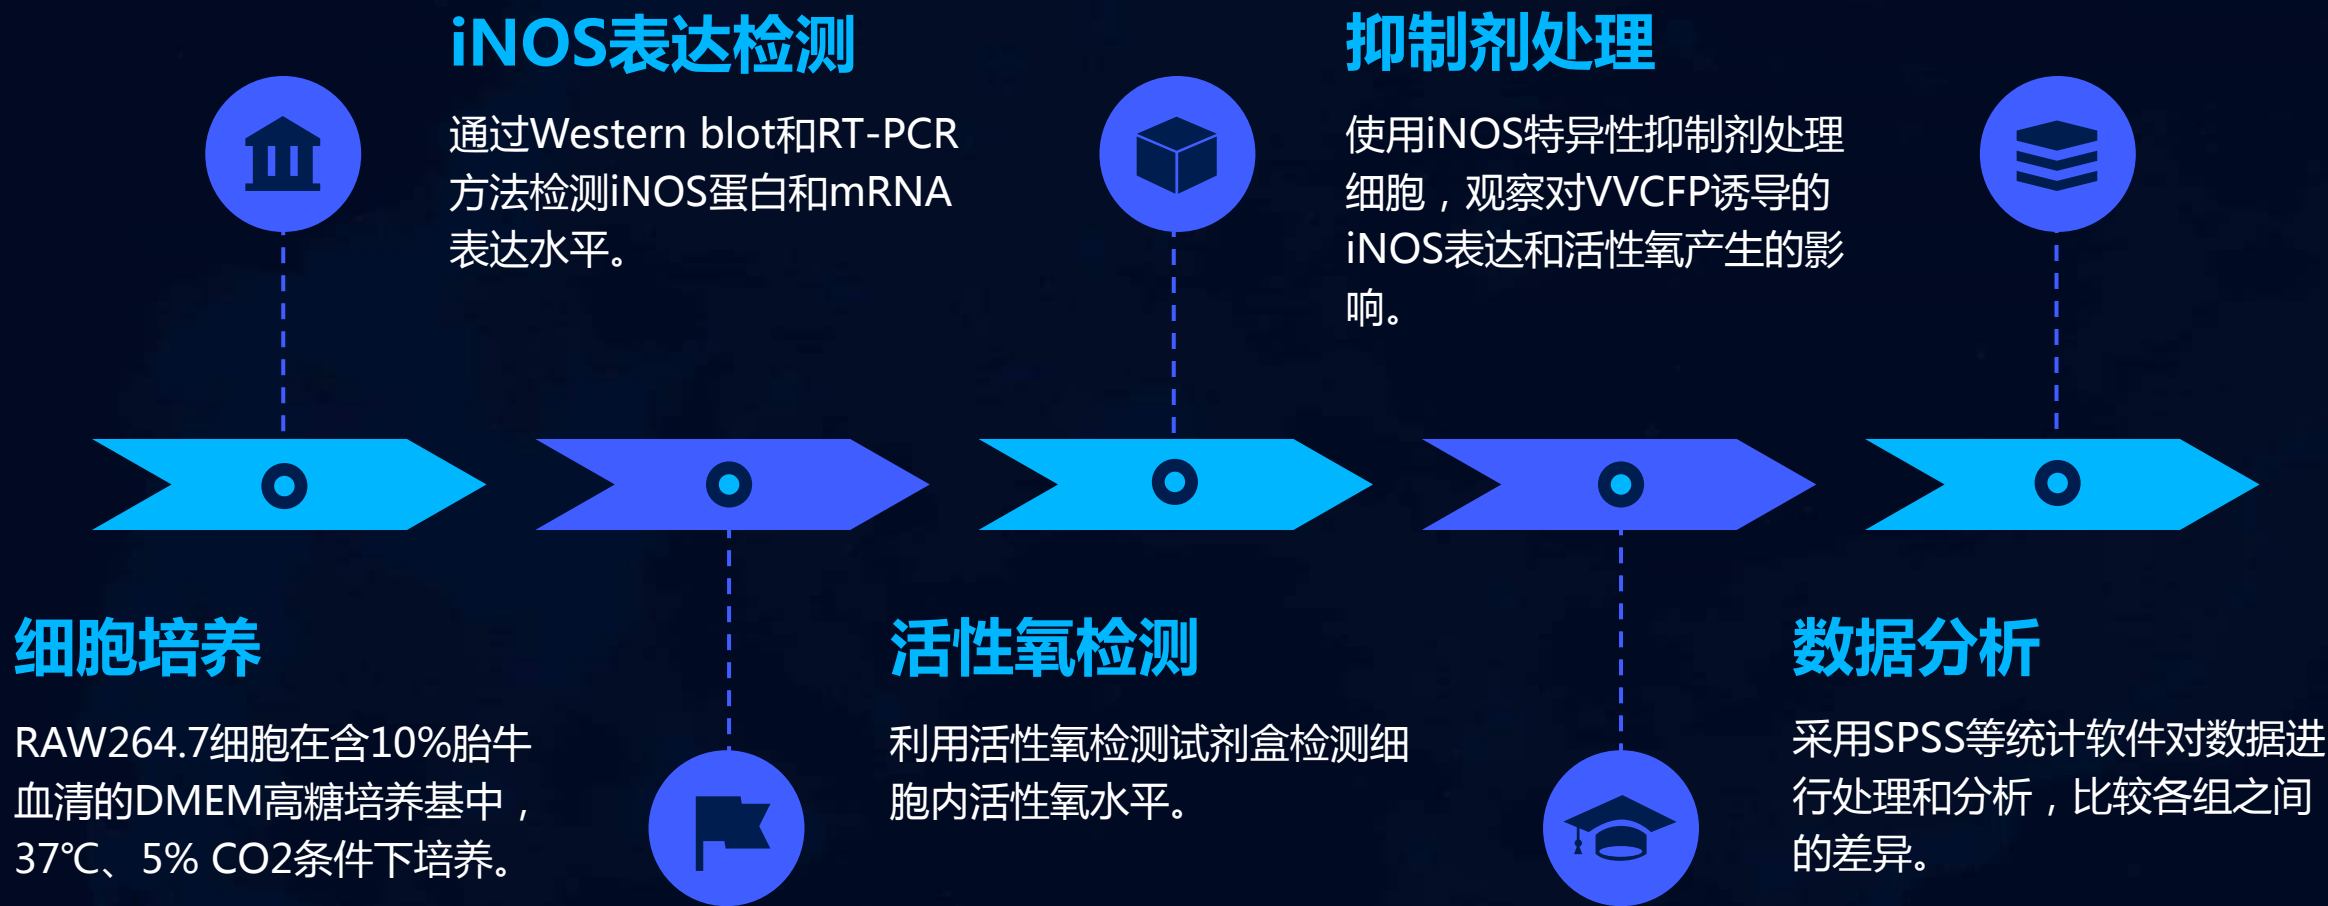 iNOS表达检测
通过Western blot和RT-PCR
方法检测iNOS蛋白和mRNA
表达水平。
抑制剂处理
使用iNOS特异性抑制剂处理
细胞，观察对VVCFP诱导的
iNOS表达和活性氧产生的影
响。
细胞培养
RAW264.7细胞在含10%胎牛
血清的DMEM高糖培养基中，
37℃、5% CO2条件下培养。
活性氧检测
利用活性氧检测试剂盒检测细
胞内活性氧水平。
数据分析
采用SPSS等统计软件对数据进
行处理和分析，比较各组之间
的差异。